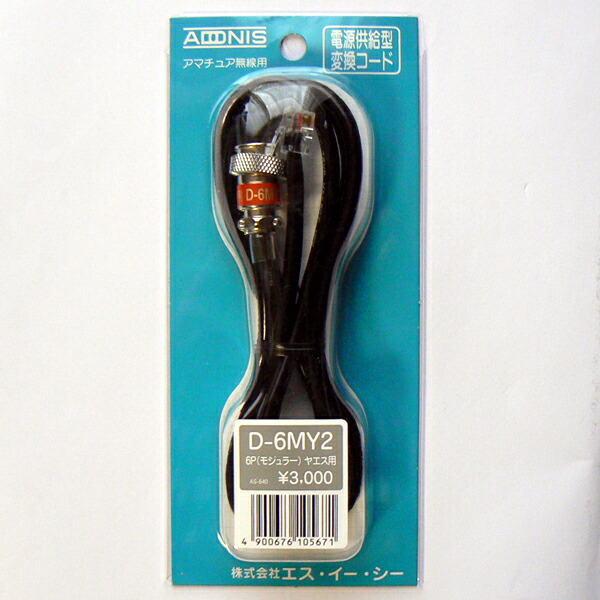 ADONIS
アマチュア無線用
電源供給型
変換コード
D-6M
D-6MY2
6P(モジュラー) ヤエス用
AG-640
¥3,000
4 900676 105671
株式会社エス・イー・シー